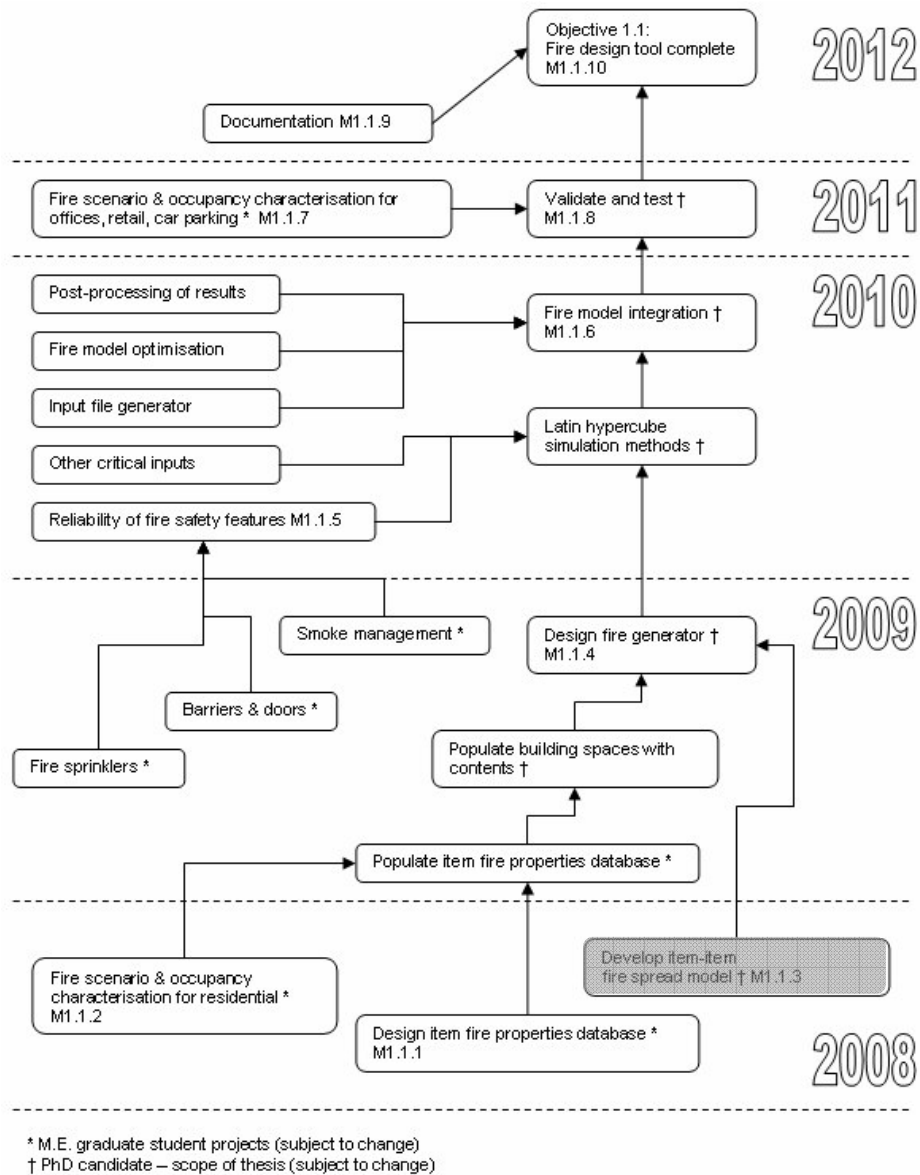 Objective 1.1:
Fire design tool complete
M1.1.10
2012
Documentation M1.1.9
Fire scenario & occupancy characterisation for
offices, retail, car parking * M1.1.7
Validate and test †
M1.1.8
2011
Post-processing of results
Fire model optimisation
Input file generator
Other critical inputs
Reliability of fire safety features M1.1.5
Fire model integration †
M1.1.6
Latin hypercube
simulation methods †
2010
Smoke management *
Barriers & doors *
Fire sprinklers *
Design fire generator †
M1.1.4
Populate building spaces with
contents †
Populate item fire properties database *
2009
Fire scenario & occupancy
characterisation for residential *
M1.1.2
Design item fire properties database *
M1.1.1
Develop item-item
fire spread model † M1.1.3
2008
* M.E. graduate student projects (subject to change)
† PhD candidate – scope of thesis (subject to change)